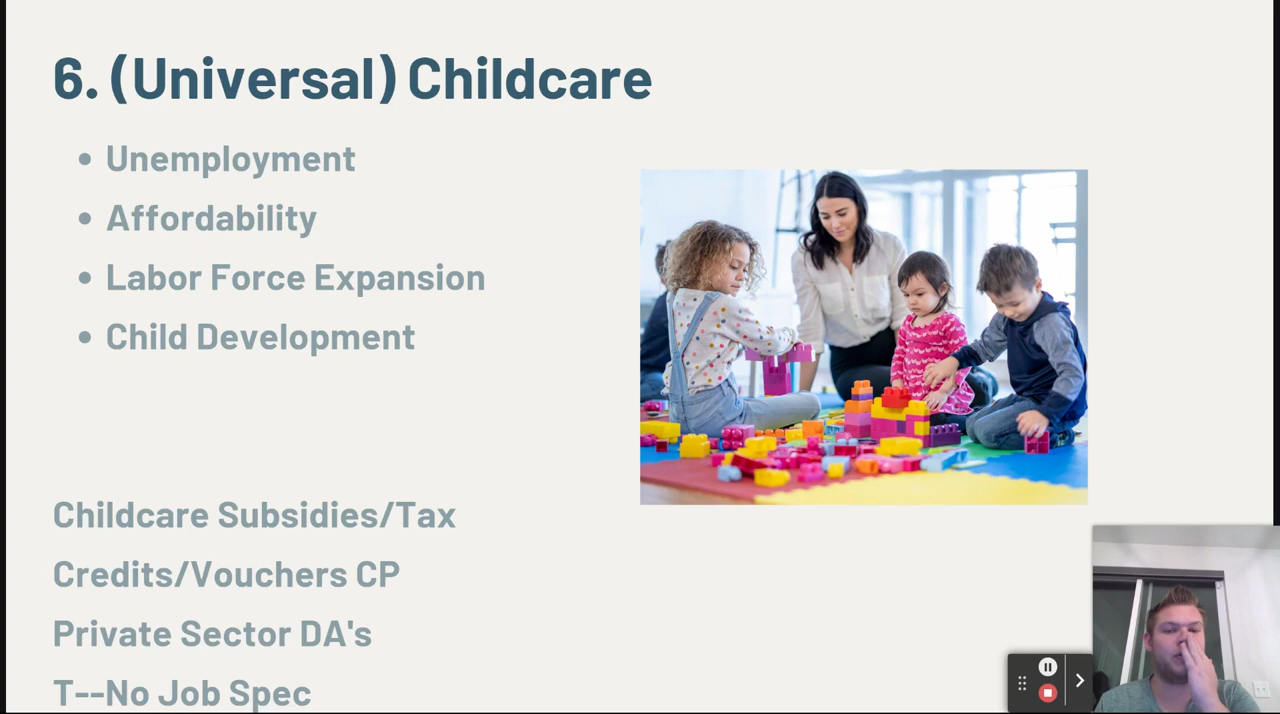 6. (Universal) Childcare
Unemployment
Affordability
Labor Force Expansion
Child Development
Childcare Subsidies/Tax
Credits/Vouchers CP
Private Sector DA's
T--No Job Spec